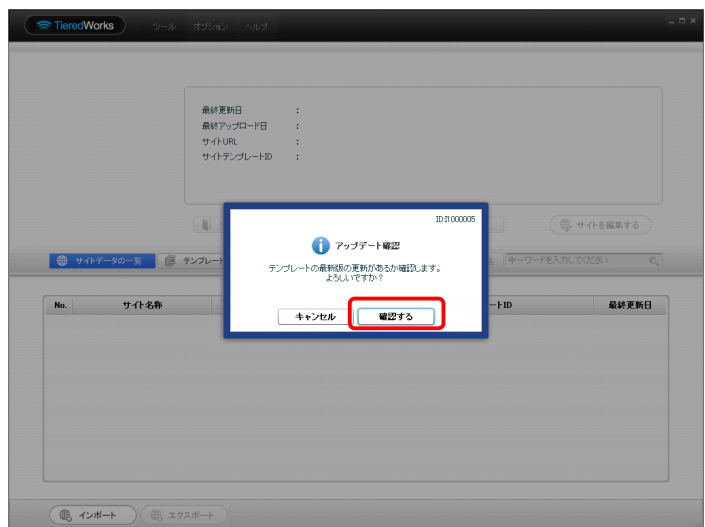 TieredWorks ツール オプション ヘルプ
最終更新日 :
最終アップロード日 :
サイトURL :
サイトテンプレートID :
サイトを編集する
ID:I1000005
アップデート確認
テンプレートの最新版の更新があるか確認します。
よろしいですか？
キャンセル 確認する
サイトデータの一覧 テンプレート
キーワードを入力してください
No. サイト名称 ートID 最終更新日
インポート エクスポート